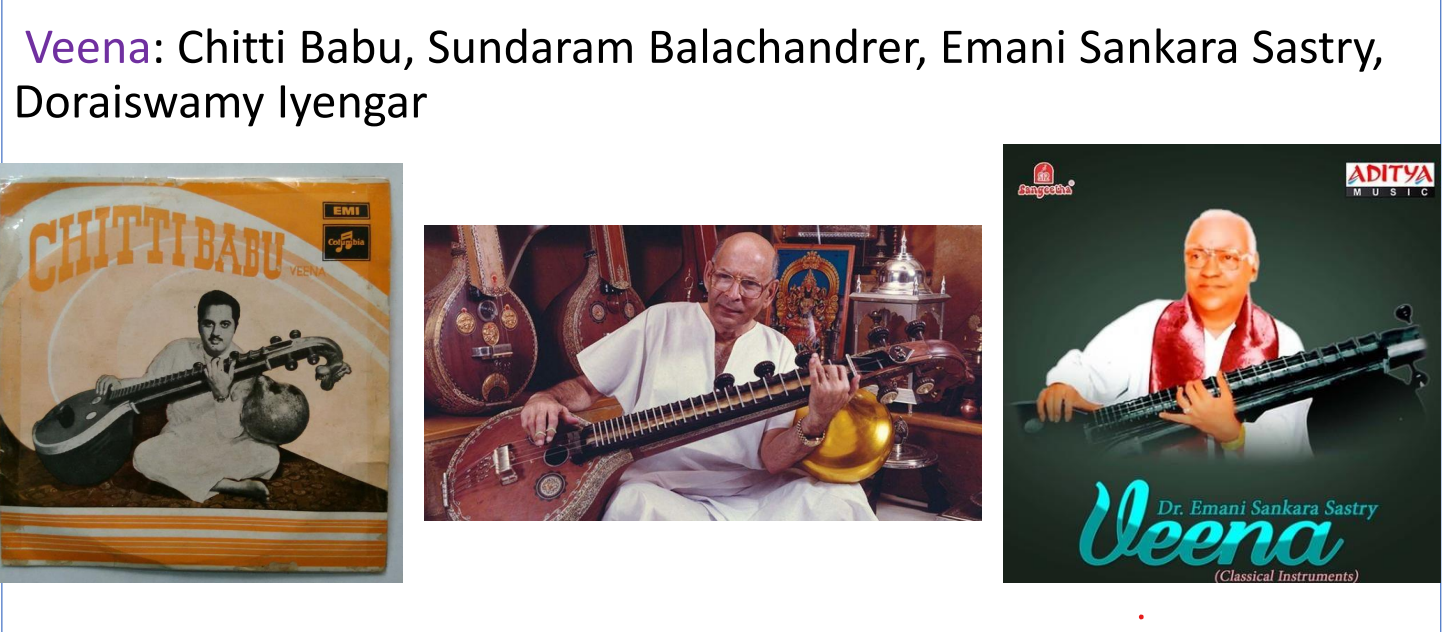 Veena: Chitti Babu, Sundaram Balachandrer, Emani Sankara Sastry,
Doraiswamy Iyengar
CHITTI BABU
VEENA
EMI
Columbia
Sangeetha
ADITYA
MUSIC
Dr. Emani Sankara Sastry
Veena
(Classical Instruments)